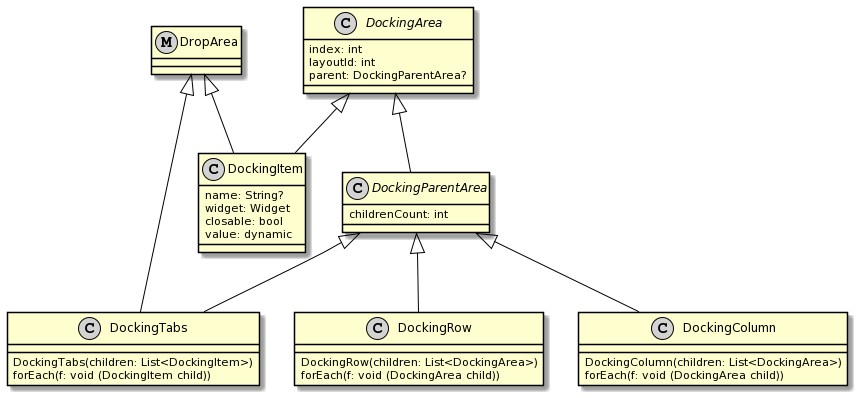 M DropArea
C DockingArea
index: int
layoutId: int
parent: DockingParentArea?
C DockingItem
name: String?
widget: Widget
closable: bool
value: dynamic
C DockingParentArea
childrenCount: int
C DockingTabs
DockingTabs(children: List<DockingItem>)
forEach(f: void (DockingItem child))
C DockingRow
DockingRow(children: List<DockingArea>)
forEach(f: void (DockingArea child))
C DockingColumn
DockingColumn(children: List<DockingArea>)
forEach(f: void (DockingArea child))